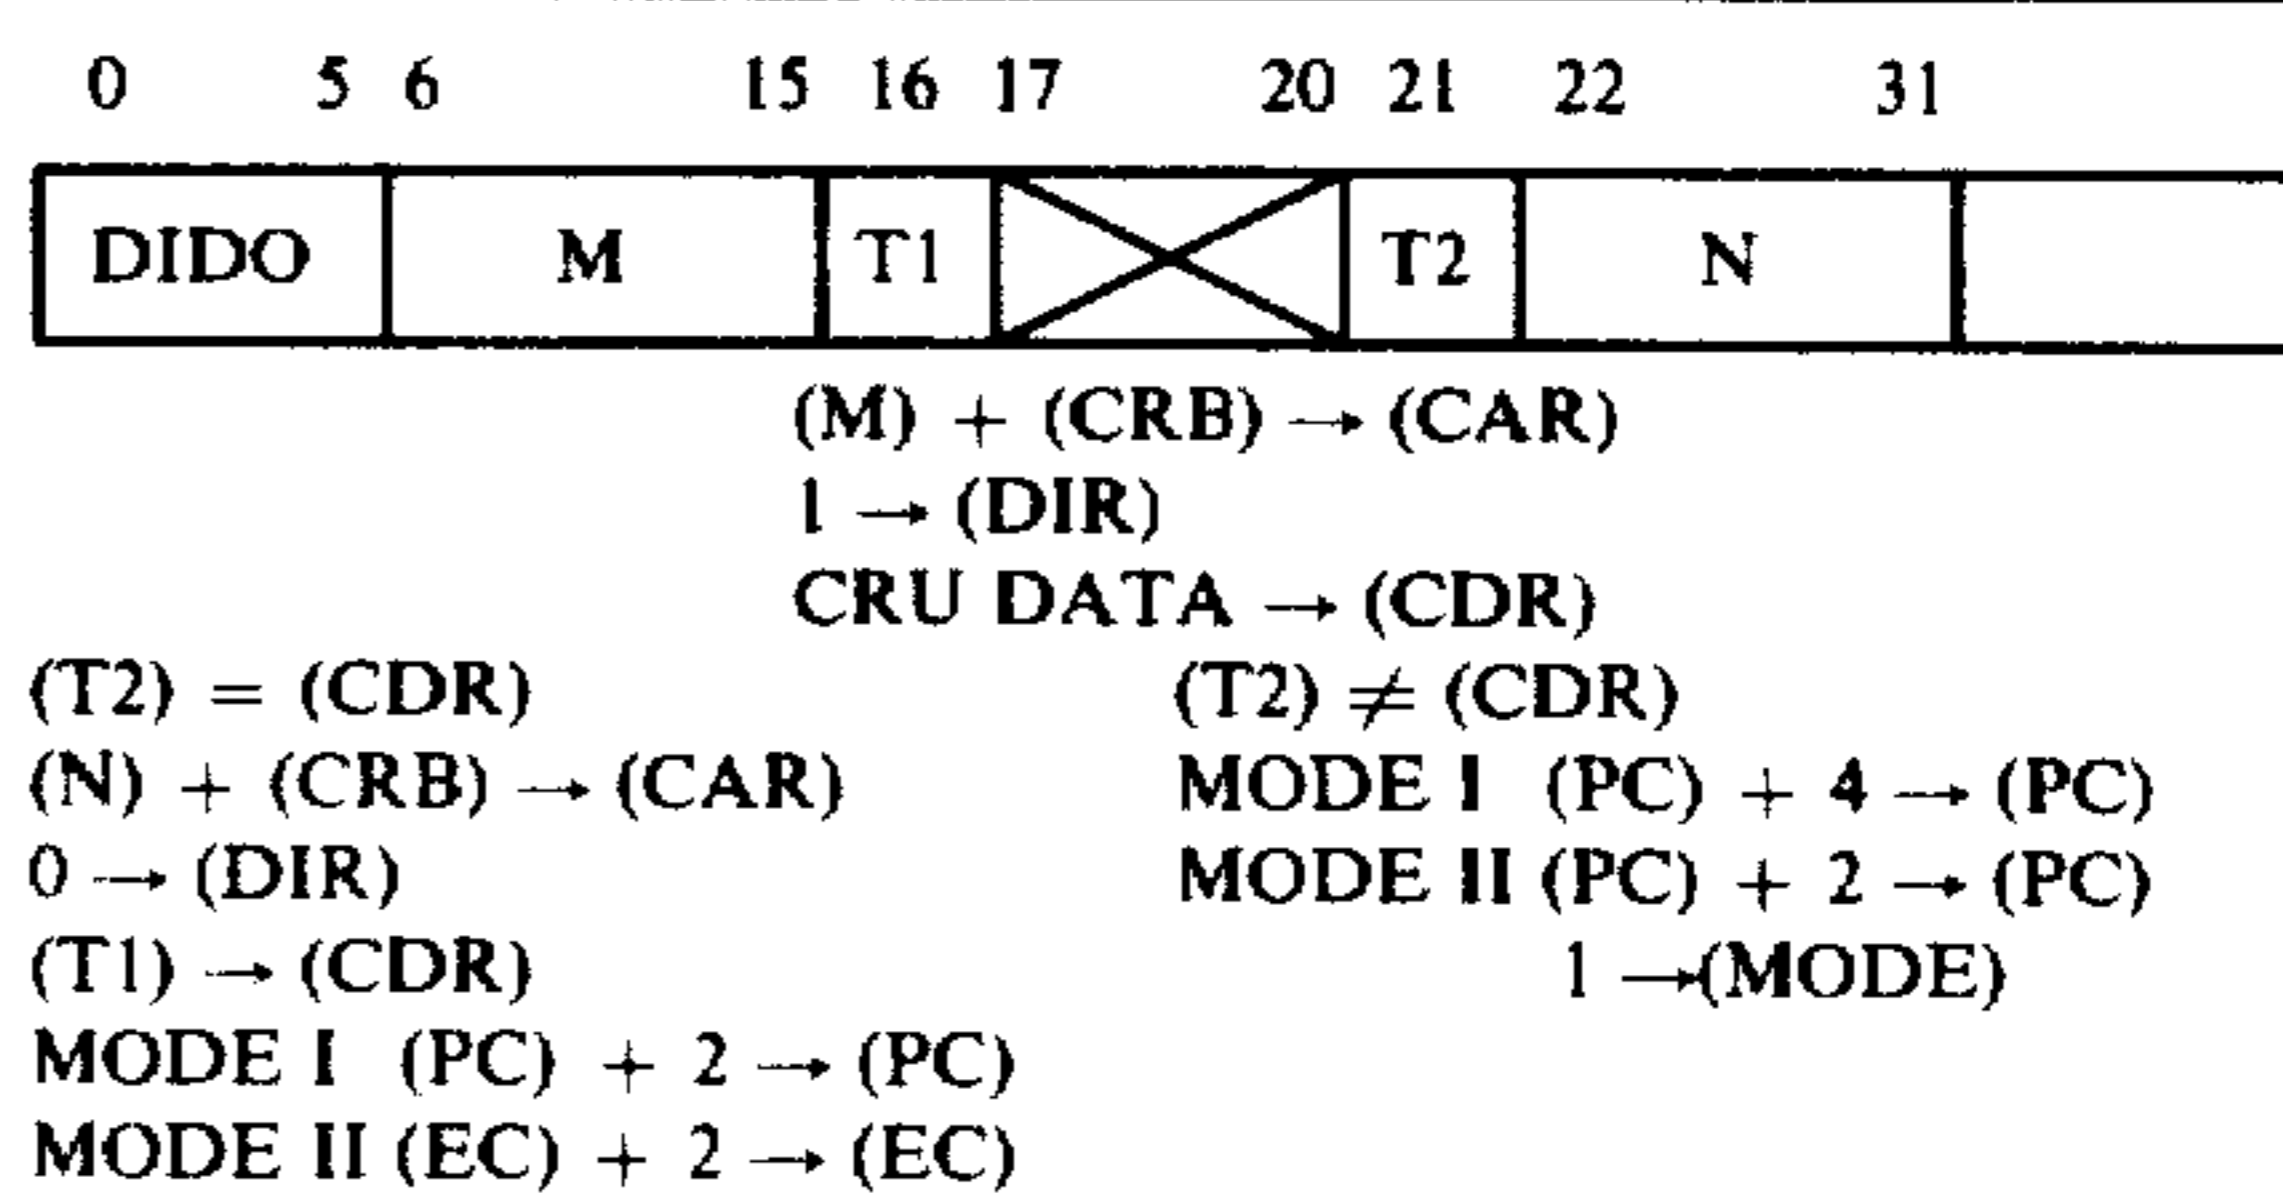 0 5 6 15 16 17 20 21 22 31
DIDO M T1 T2 N
(M) + (CRB) → (CAR)
1 → (DIR)
CRU DATA → (CDR)
(T2) = (CDR)
(N) + (CRB) → (CAR)
0 → (DIR)
(T1) → (CDR)
MODE I (PC) + 2 → (PC)
MODE II (EC) + 2 → (EC)
(T2) ≠ (CDR)
MODE I (PC) + 4 → (PC)
MODE II (PC) + 2 → (PC)
1 →(MODE)